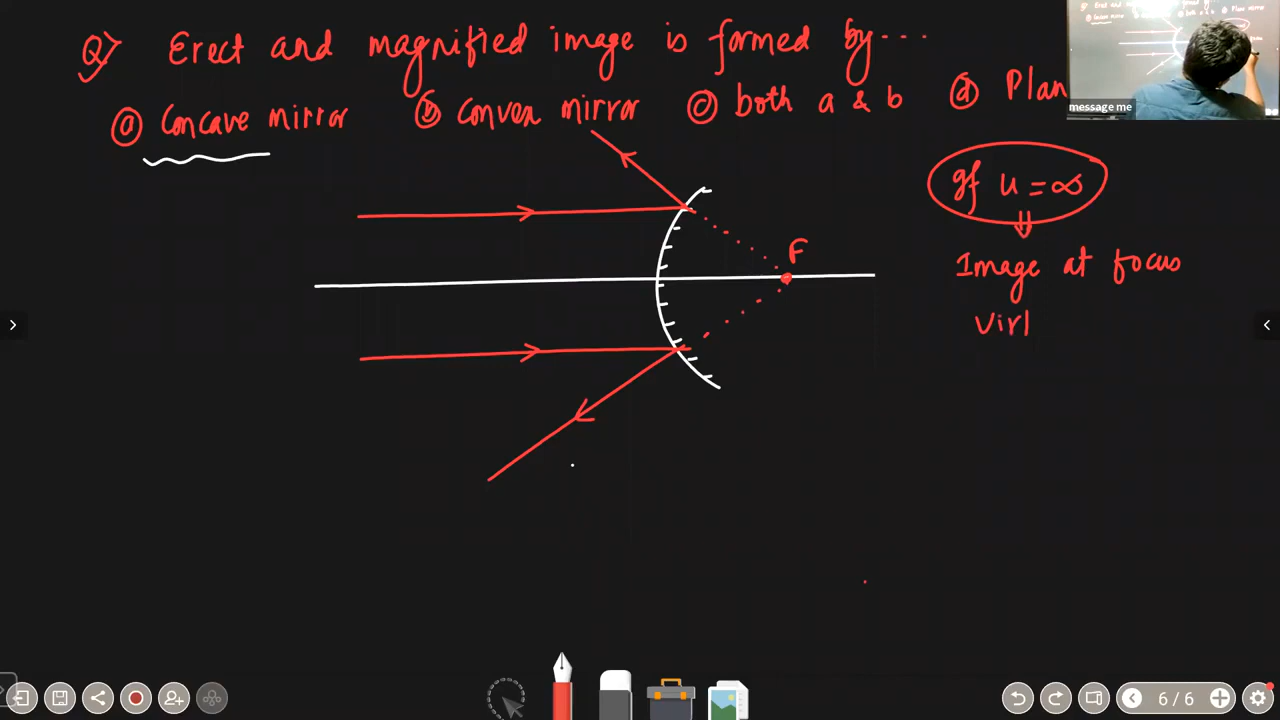 Q> Erect and magnified image is formed by...
(a) Concave mirror (b) convex mirror (c) both a & b (d) Plan
message me
If u = ∞
F
Image at focus
Virl
6/6